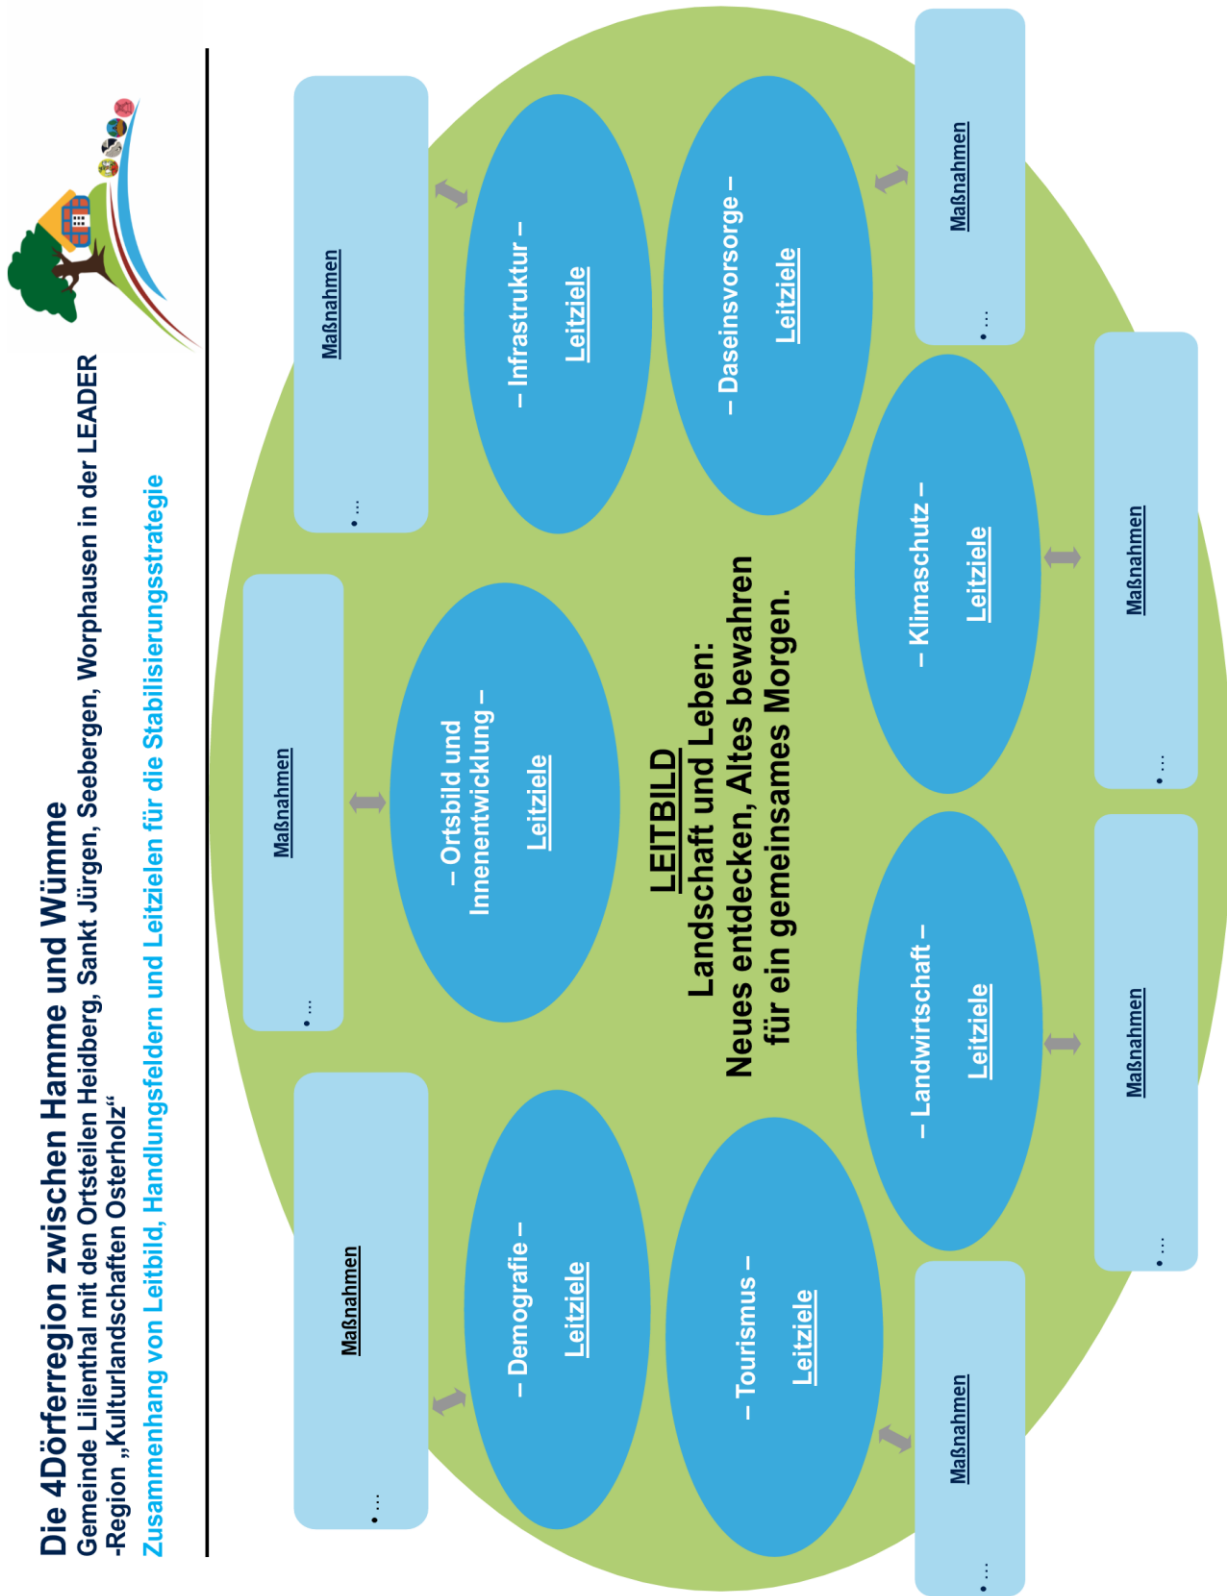 Die 4Dörferregion zwischen Hamme und Wümme
Gemeinde Lilienthal mit den Ortsteilen Heidberg, Sankt Jürgen, Seebergen, Worphausen in der LEADER
-Region „Kulturlandschaften Osterholz“
Zusammenhang von Leitbild, Handlungsfeldern und Leitzielen für die Stabilisierungsstrategie
Maßnahmen
• ...
Maßnahmen
• ...
Maßnahmen
• ...
– Demografie –
Leitziele
– Ortsbild und
Innenentwicklung –
Leitziele
– Infrastruktur –
Leitziele
LEITBILD
Landschaft und Leben:
Neues entdecken, Altes bewahren
für ein gemeinsames Morgen.
– Tourismus –
Leitziele
– Daseinsvorsorge –
Leitziele
– Landwirtschaft –
Leitziele
– Klimaschutz –
Leitziele
Maßnahmen
• ...
Maßnahmen
• ...
Maßnahmen
• ...
Maßnahmen
• ...